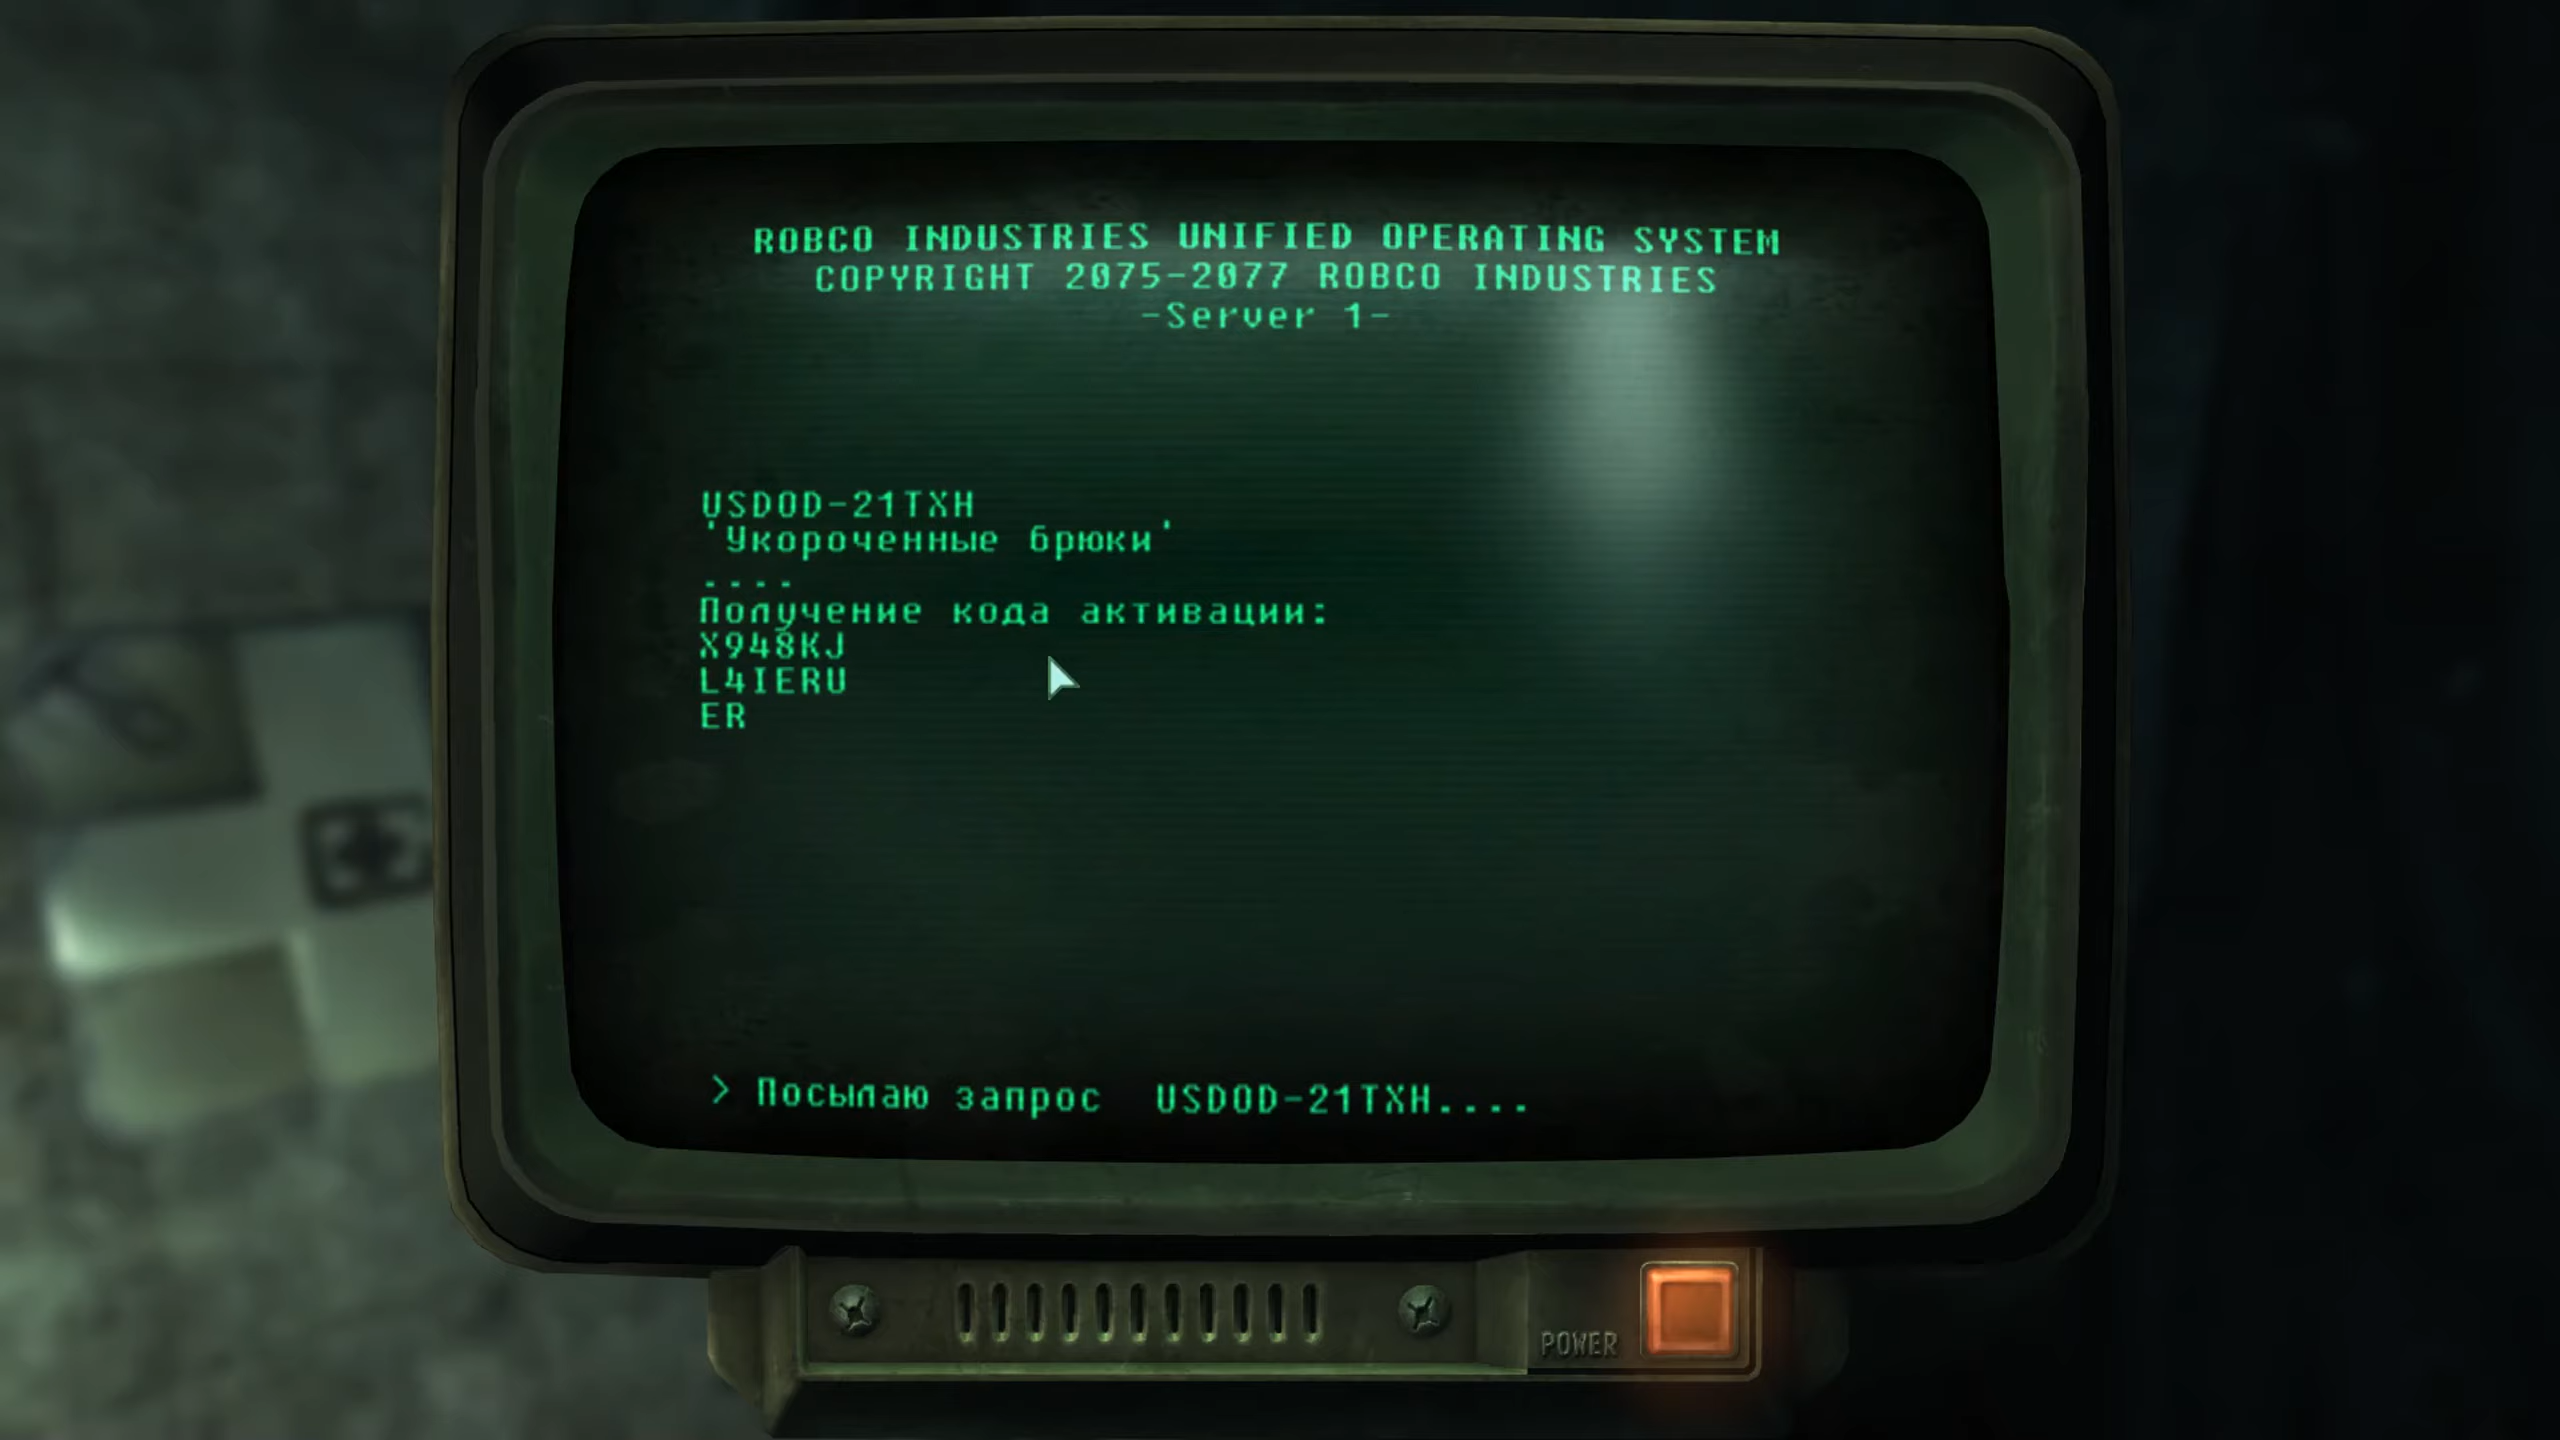 ROBCO INDUSTRIES UNIFIED OPERATING SYSTEM
COPYRIGHT 2075-2077 ROBCO INDUSTRIES
-Server 1-
USDOD-21TXH
'Укороченные брюки'
....
Получение кода активации:
X948KJ
L4IERU
ER
> Посылаю запрос USDOD-21TXH....
POWER